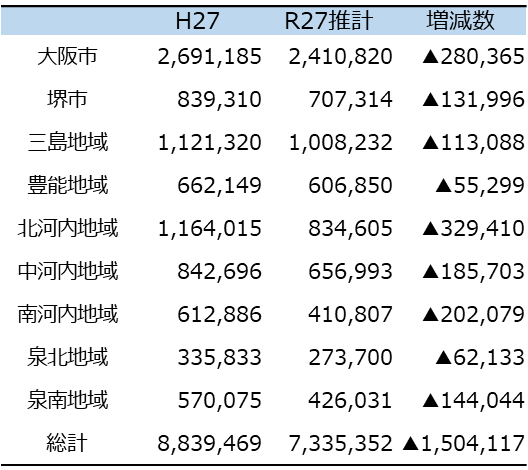 H27 R27推計 増減数
大阪市 2,691,185 2,410,820 ▲280,365
堺市 839,310 707,314 ▲131,996
三島地域 1,121,320 1,008,232 ▲113,088
豊能地域 662,149 606,850 ▲55,299
北河内地域 1,164,015 834,605 ▲329,410
中河内地域 842,696 656,993 ▲185,703
南河内地域 612,886 410,807 ▲202,079
泉北地域 335,833 273,700 ▲62,133
泉南地域 570,075 426,031 ▲144,044
総計 8,839,469 7,335,352 ▲1,504,117